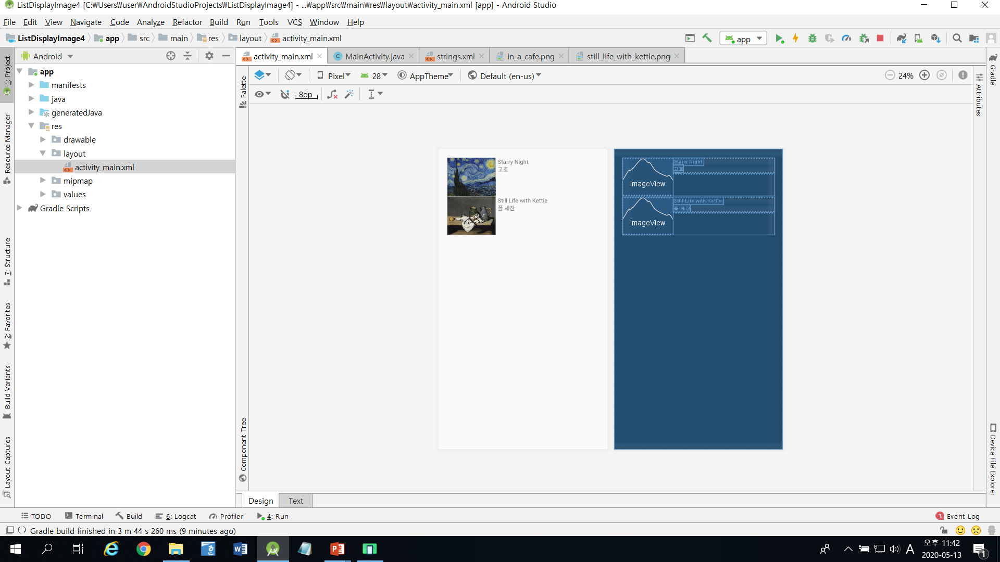 ListDisplayImage4 [C:₩Users₩user₩AndroidStudioProjects₩ListDisplayImage4] - ...₩app₩src₩main₩res₩layout₩activity_main.xml [app] - Android Studio
File Edit View Navigate Code Analyze Refactor Build Run Tools VCS Window Help
ListDisplayImage4 app src main res layout activity_main.xml
app
1: Project
Resource Manager
7: Structure
2: Favorites
Build Variants
Layout Captures
Android
app
manifests
java
generatedJava
res
drawable
layout
activity_main.xml
mipmap
values
Gradle Scripts
activity_main.xml MainActivity.java strings.xml in_a_cafe.png still_life_with_kettle.png
Palette
Component Tree
Pixel 28 AppTheme Default (en-us) 24%
8dp
Starry Night
고흐
Still Life with Kettle
폴 세잔
Starry Night
고흐
ImageView
Still Life with Kettle
폴 세잔
ImageView
Gradle
Attributes
Device File Explorer
Design Text
TODO Terminal Build 6: Logcat Profiler 4: Run
3 Event Log
Gradle build finished in 3 m 44 s 260 ms (9 minutes ago)
A
오후 11:42
2020-05-13
1